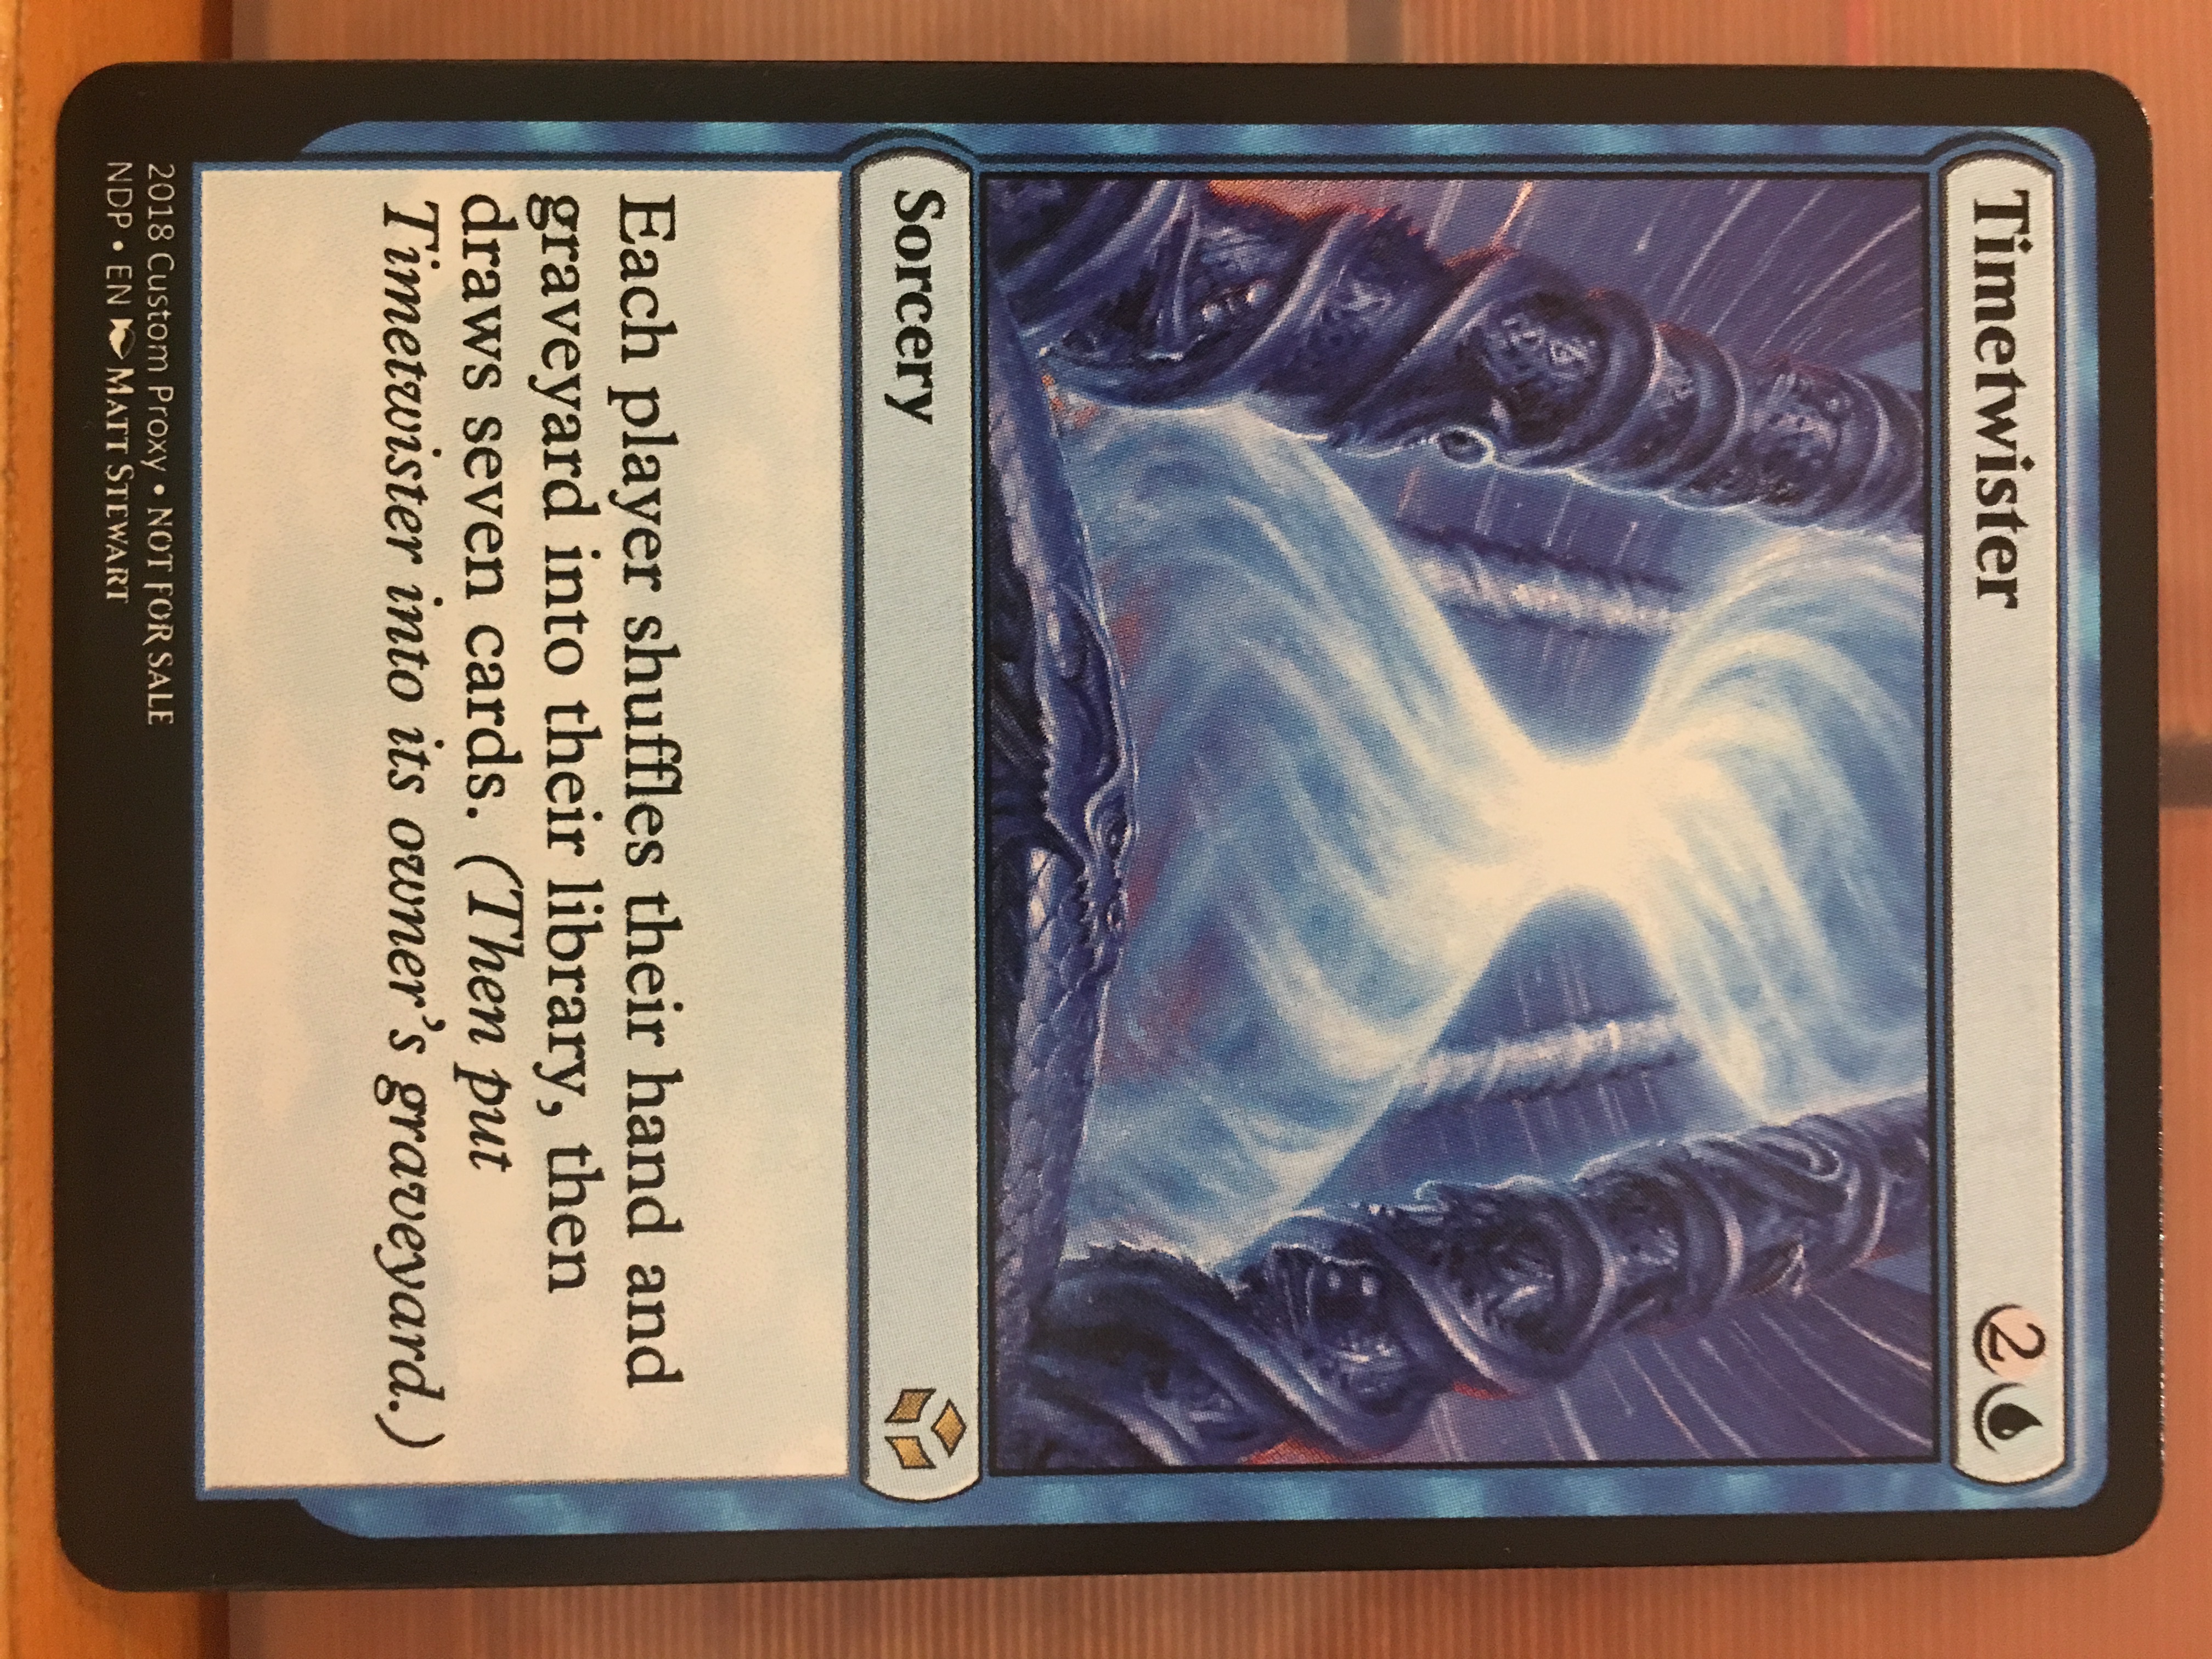 Timetwister 2
Sorcery
Each player shuffles their hand and
graveyard into their library, then
draws seven cards. (Then put
Timetwister into its owner's graveyard.)
2018 Custom Proxy • NOT FOR SALE
NDP • EN MATT STEWART